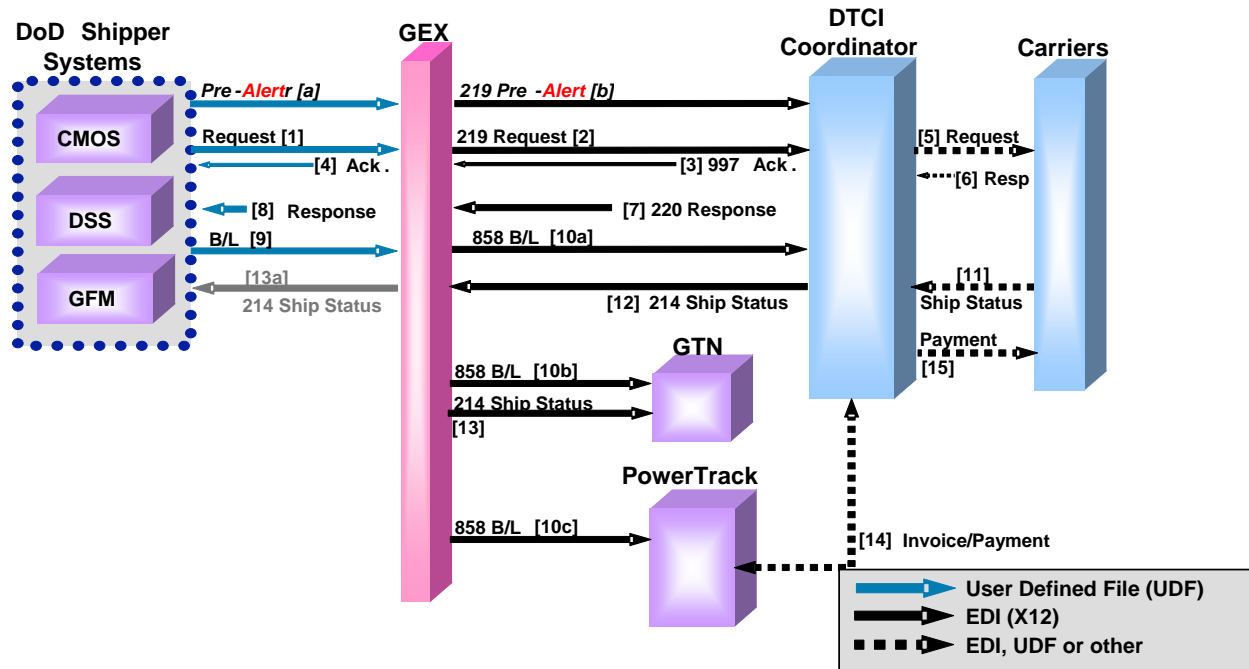 DoD Shipper
Systems
GEX
DTCI
Coordinator
Carriers
Pre-Alertr [a]
219 Pre-Alert [b]
CMOS
Request [1]
219 Request [2]
[5] Request
[4] Ack.
[3] 997 Ack.
[6] Resp
DSS
[8] Response
[7] 220 Response
B/L [9]
858 B/L [10a]
GFM
[13a]
214 Ship Status
[12] 214 Ship Status
[11]
Ship Status
Payment
[15]
GTN
858 B/L [10b]
214 Ship Status
[13]
PowerTrack
858 B/L [10c]
[14] Invoice/Payment
User Defined File (UDF)
EDI (X12)
EDI, UDF or other